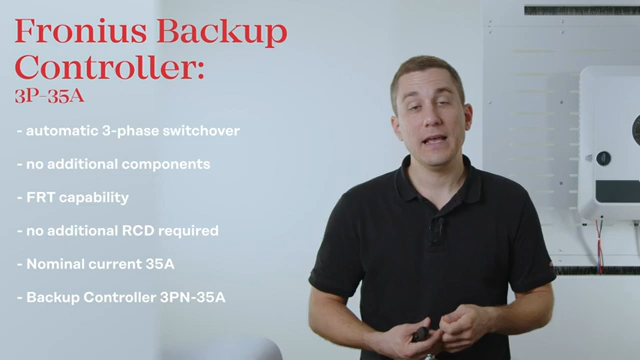 Fronius Backup
Controller:
3P-35A
- automatic 3-phase switchover
- no additional components
- FRT capability
- no additional RCD required
- Nominal current 35A
- Backup Controller 3PN-35A